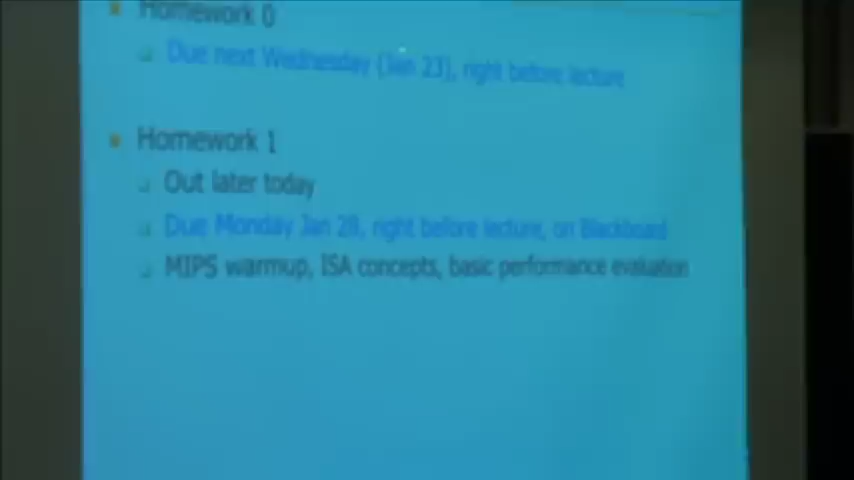 Homework 0
Due next Wednesday (Jan 23), right before lecture
Homework 1
Out later today
Due Monday Jan 28, right before lecture, on Blackboard
MIPS warmup, ISA concepts, basic performance evaluation